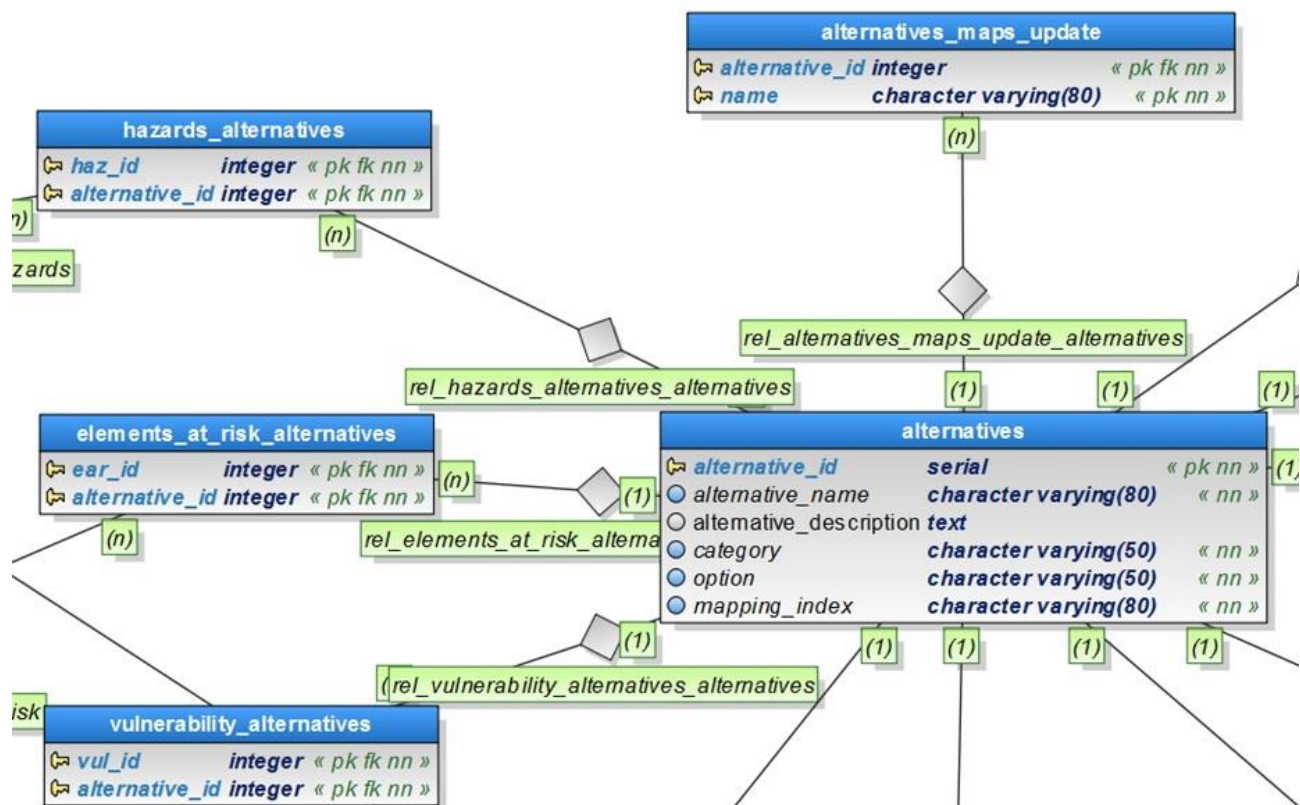 alternatives_maps_update
alternative_id integer « pk fk nn »
name character varying(80) « pk nn »
(n)
hazards_alternatives
haz_id integer « pk fk nn »
alternative_id integer « pk fk nn »
n)
(n)
zards
rel_alternatives_maps_update_alternatives
rel_hazards_alternatives_alternatives
(1)
(1)
(1)
elements_at_risk_alternatives
ear_id integer « pk fk nn »
alternative_id integer « pk fk nn »
(n)
(n)
(1)
rel_elements_at_risk_alterna
alternatives
alternative_id serial « pk nn »
alternative_name character varying(80) « nn »
alternative_description text
category character varying(50) « nn »
option character varying(50) « nn »
mapping_index character varying(80) « nn »
(1)
(1)
(1)
(1)
(1)
(1)
(
rel_vulnerability_alternatives_alternatives
isk
vulnerability_alternatives
vul_id integer « pk fk nn »
alternative_id integer « pk fk nn »